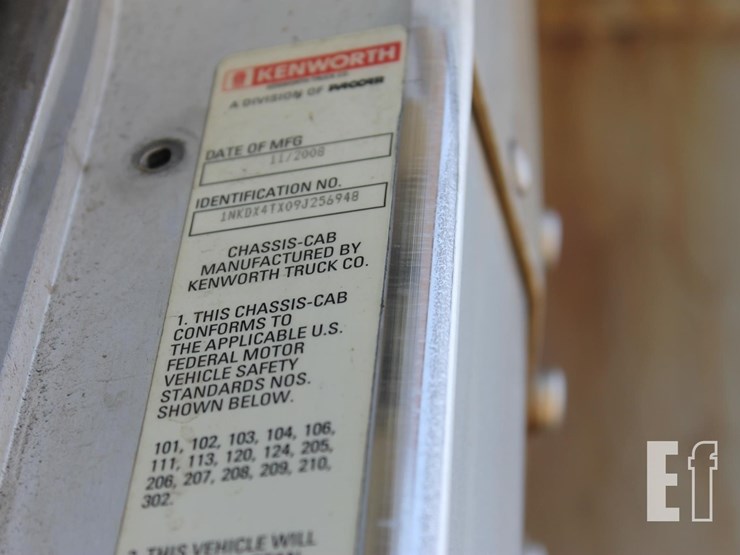 KENWORTH
A DIVISION OF PACCAR
DATE OF MFG
11/2008
IDENTIFICATION NO.
1NKDX4TX09J256948
CHASSIS-CAB
MANUFACTURED BY
KENWORTH TRUCK CO.
1. THIS CHASSIS-CAB
CONFORMS TO
THE APPLICABLE U.S.
FEDERAL MOTOR
VEHICLE SAFETY
STANDARDS NOS.
SHOWN BELOW.
101, 102, 103, 104, 106,
111, 113, 120, 124, 205,
206, 207, 208, 209, 210,
302.
THIS VEHICLE WILL
Ef